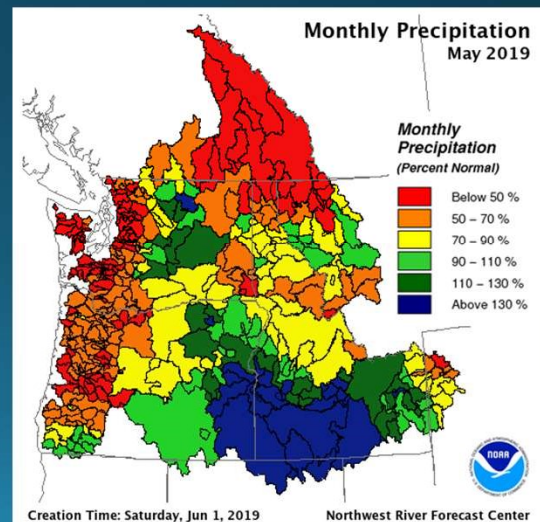 Monthly Precipitation
May 2019
Monthly
Precipitation
(Percent Normal)
Below 50 %
50 – 70 %
70 – 90 %
90 – 110 %
110 – 130 %
Above 130 %
NOAA
Creation Time: Saturday, Jun 1, 2019
Northwest River Forecast Center